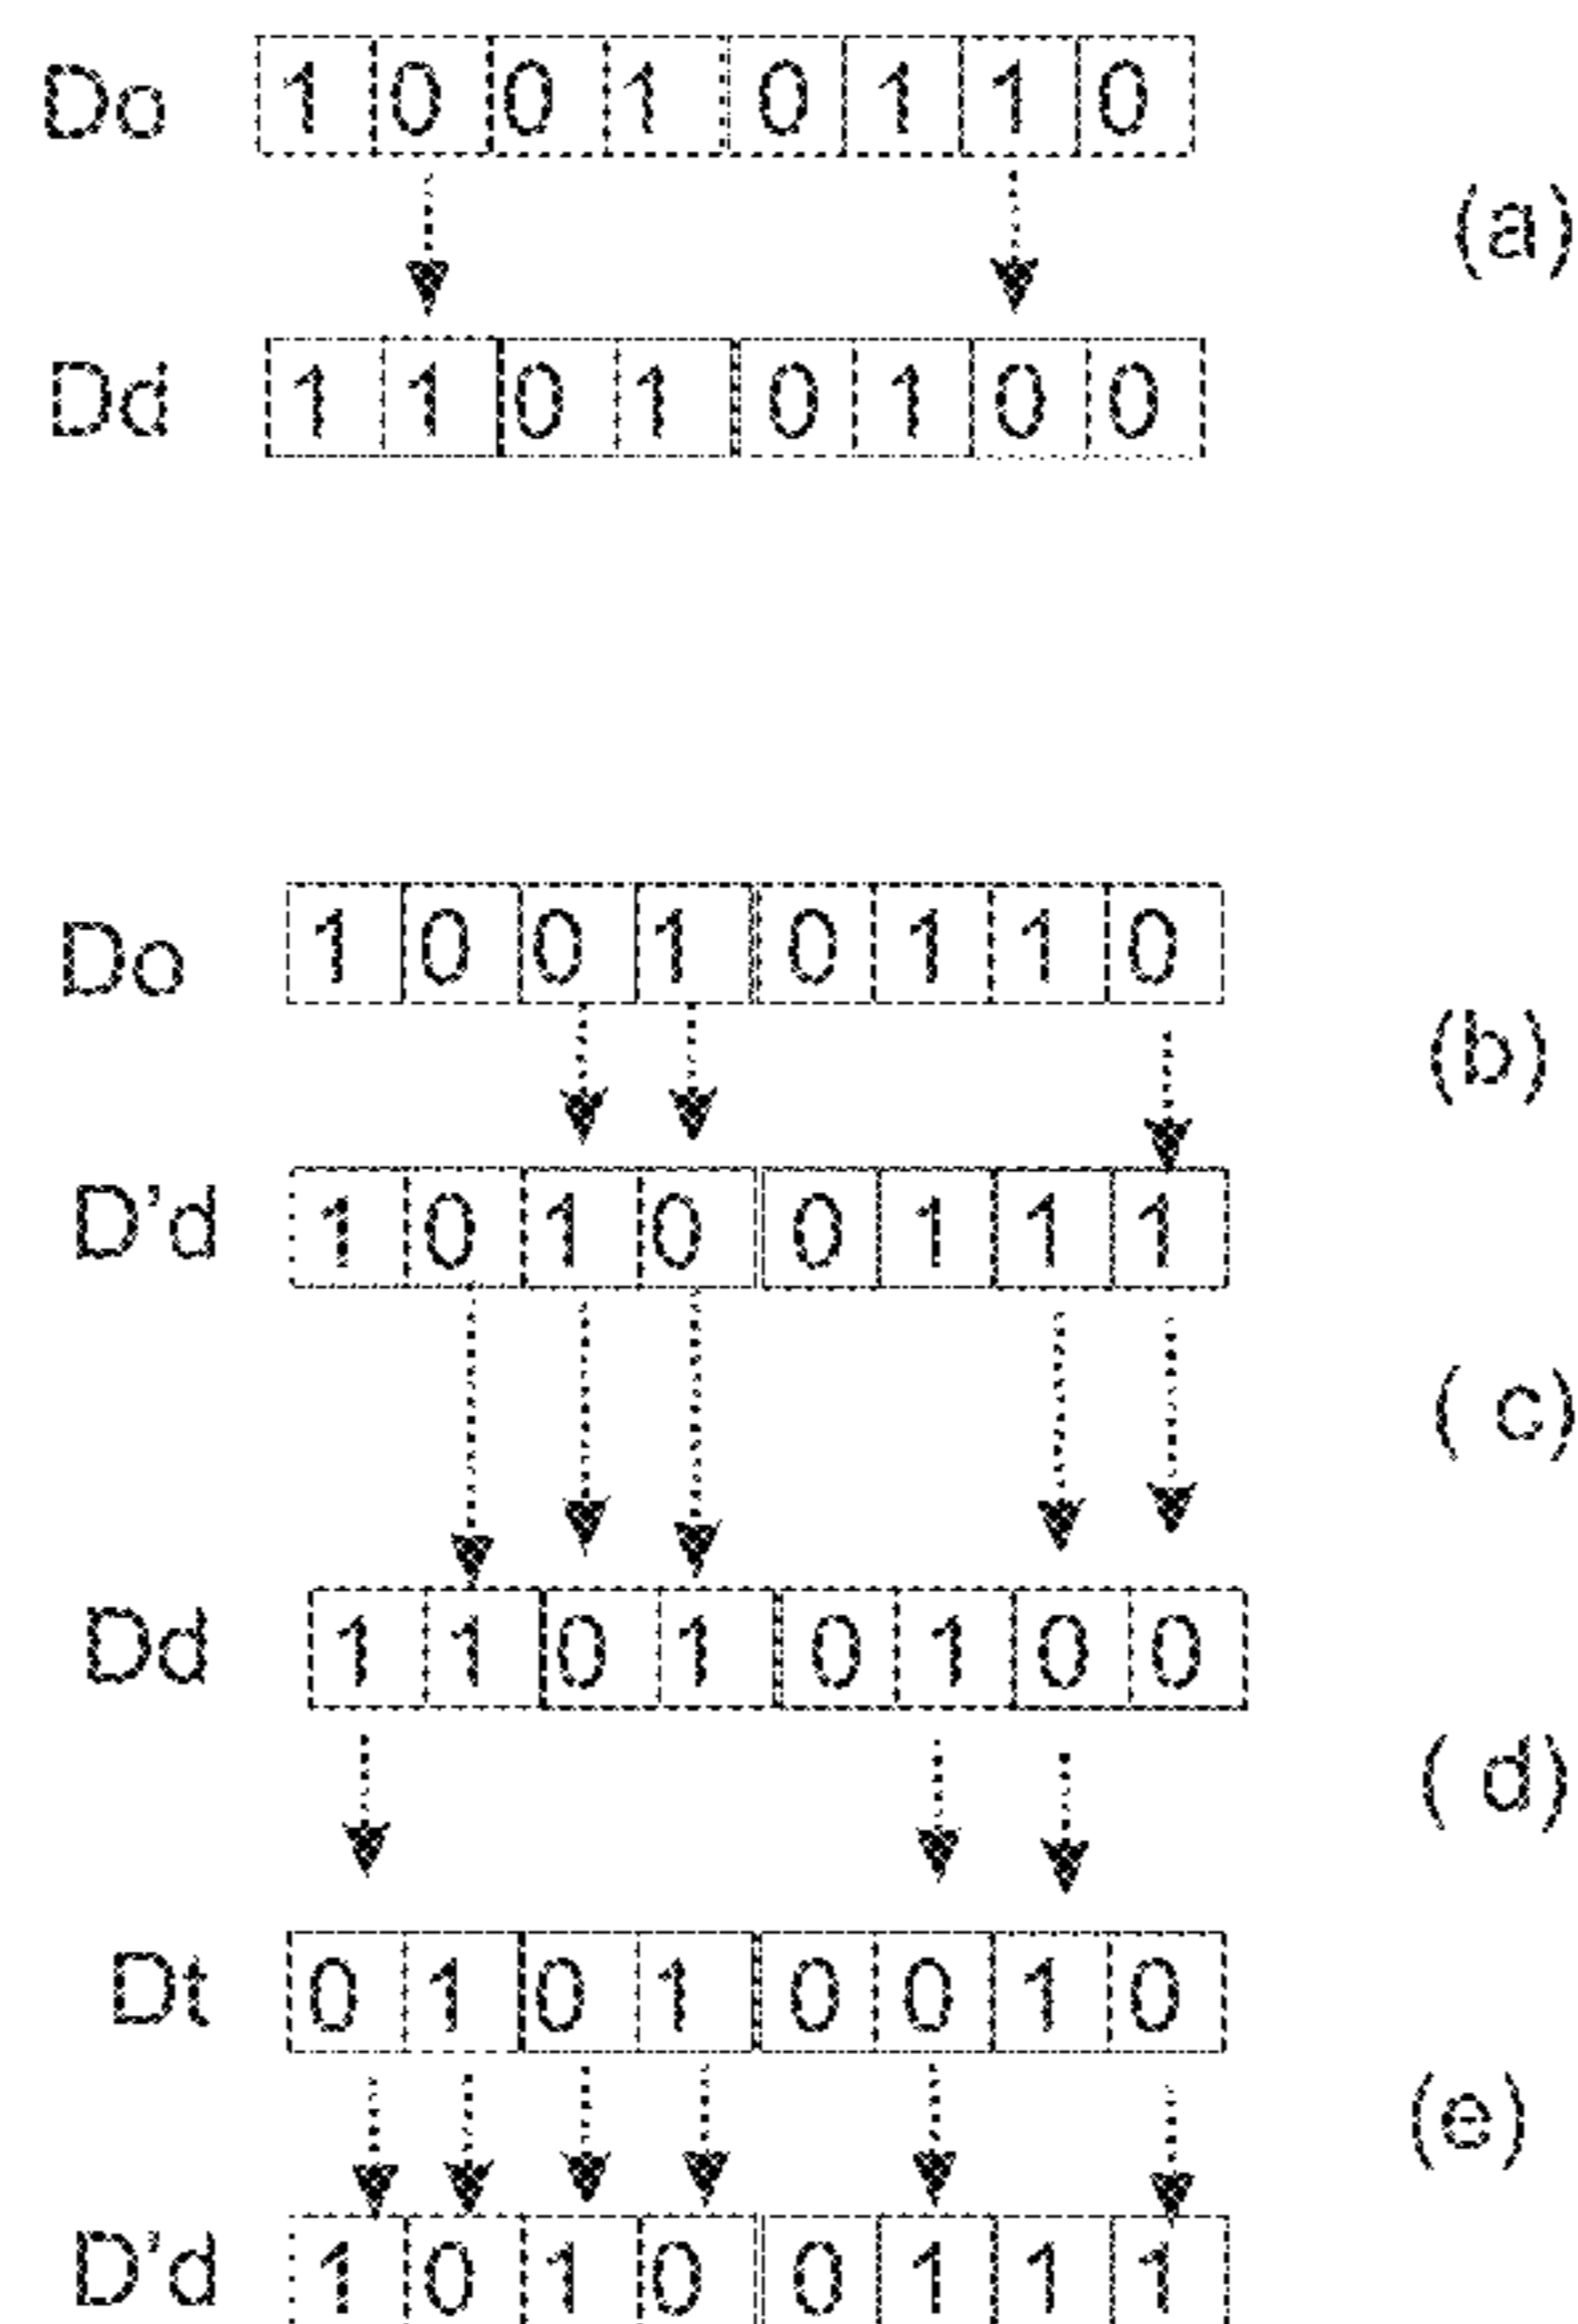 Do 1 0 0 1 0 1 1 0
(a)
Dd 1 1 0 1 0 1 0 0
Do 1 0 0 1 0 1 1 0
(b)
D'd 1 0 1 0 0 1 1 1
( c)
Dd 1 1 0 1 0 1 0 0
( d)
Dt 0 1 0 1 0 0 1 0
(e)
D'd 1 0 1 0 0 1 1 1